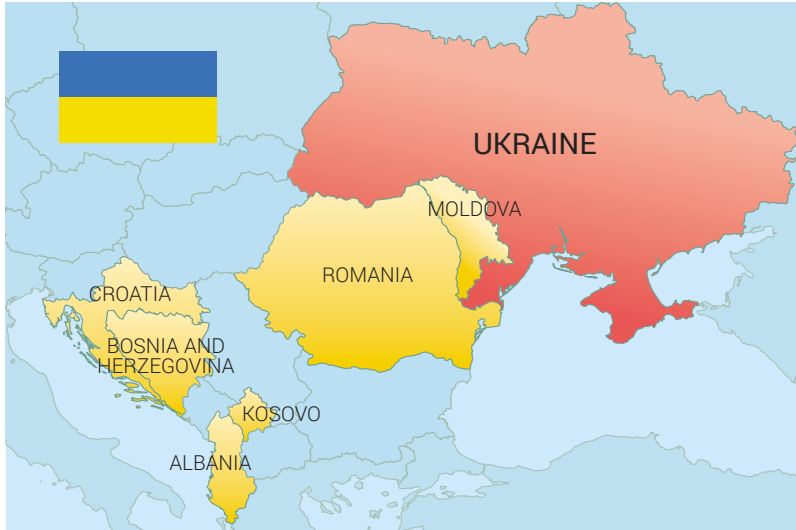 UKRAINE
MOLDOVA
ROMANIA
CROATIA
BOSNIA AND
HERZEGOVINA
KOSOVO
ALBANIA